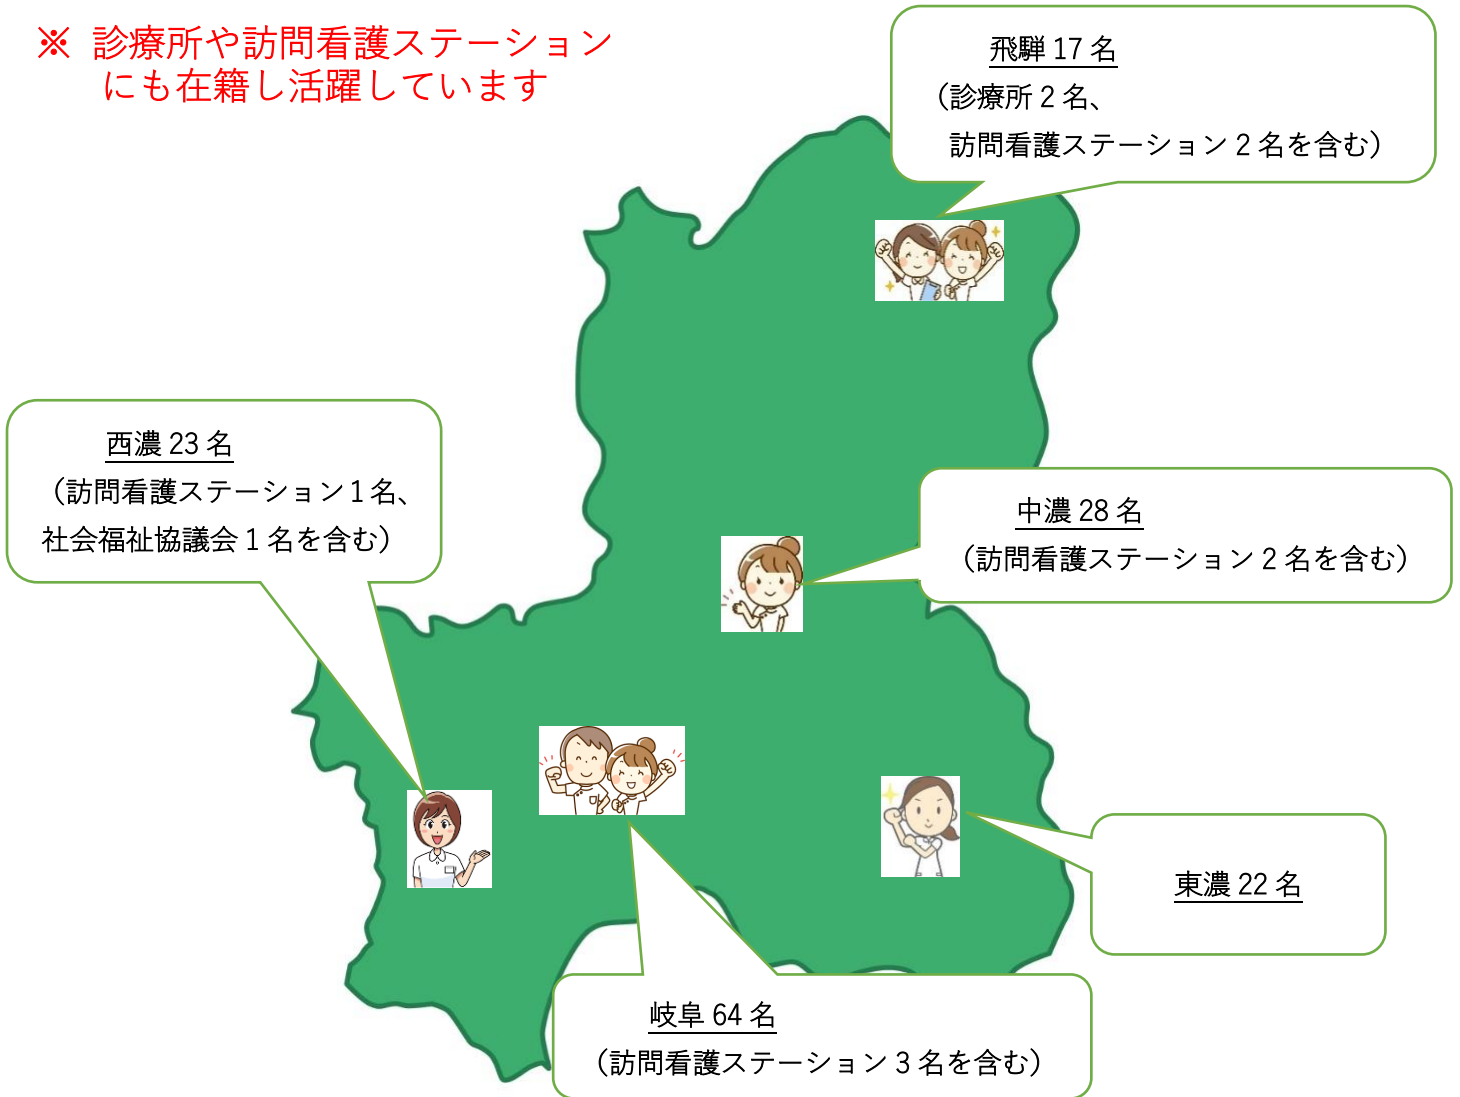 ※ 診療所や訪問看護ステーション
にも在籍し活躍しています
飛騨 17 名
（診療所 2 名、
訪問看護ステーション 2 名を含む）
西濃 23 名
（訪問看護ステーション 1 名、
社会福祉協議会 1 名を含む）
中濃 28 名
（訪問看護ステーション 2 名を含む）
東濃 22 名
岐阜 64 名
（訪問看護ステーション 3 名を含む）